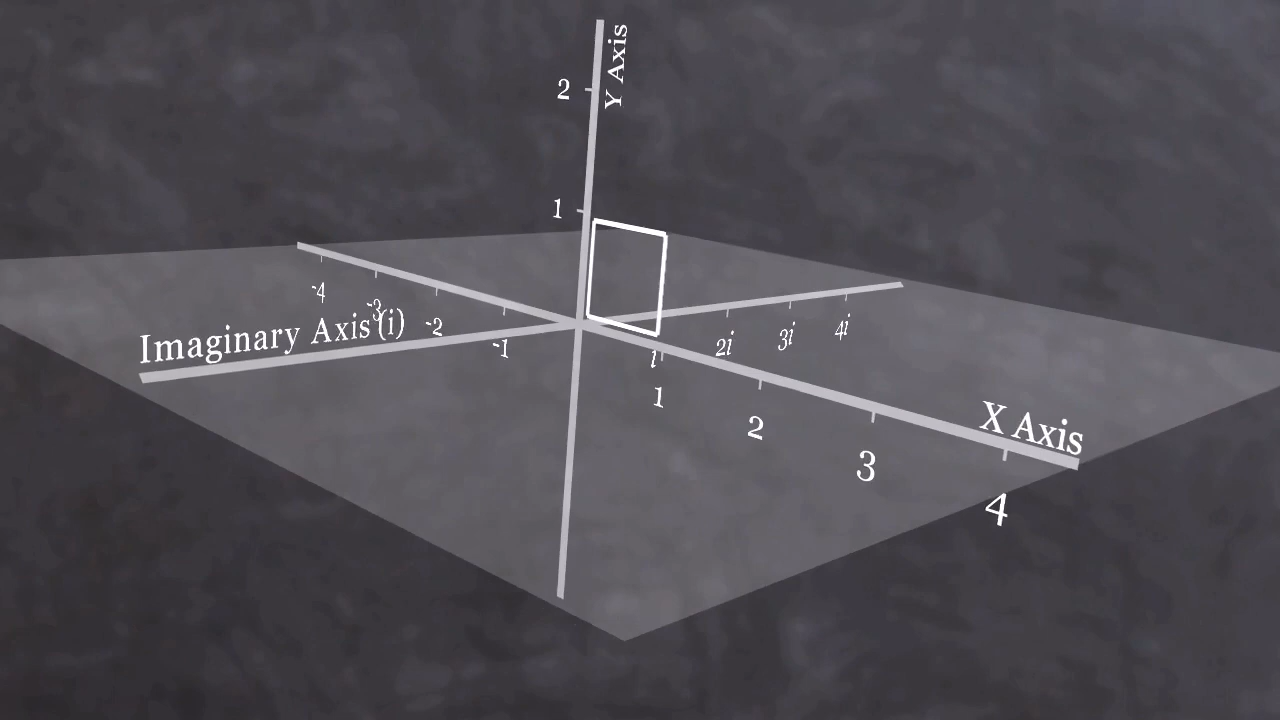 Y Axis
2
1
-4
-3
-2
-1
Imaginary Axis (i)
i
2i
3i
4i
1
2
3
4
X Axis